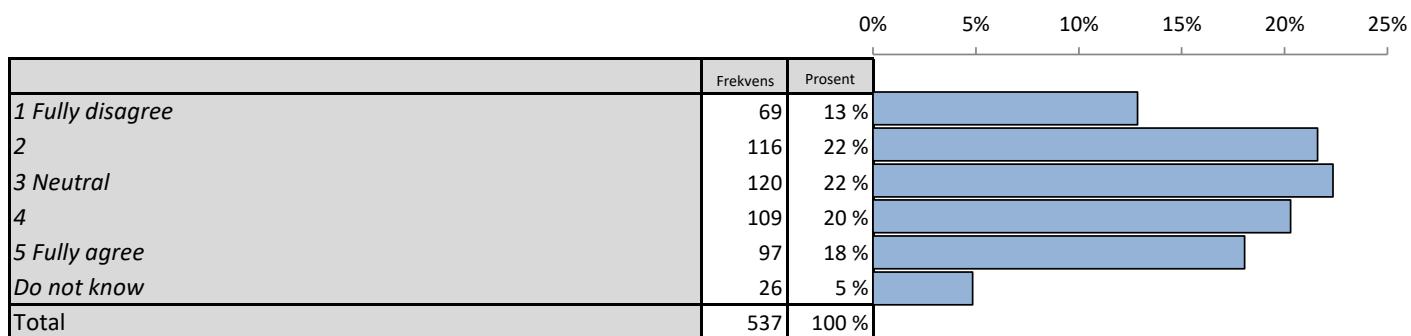 0% 5% 10% 15% 20% 25%
Frekvens Prosent
1 Fully disagree 69 13 %
2 116 22 %
3 Neutral 120 22 %
4 109 20 %
5 Fully agree 97 18 %
Do not know 26 5 %
Total 537 100 %